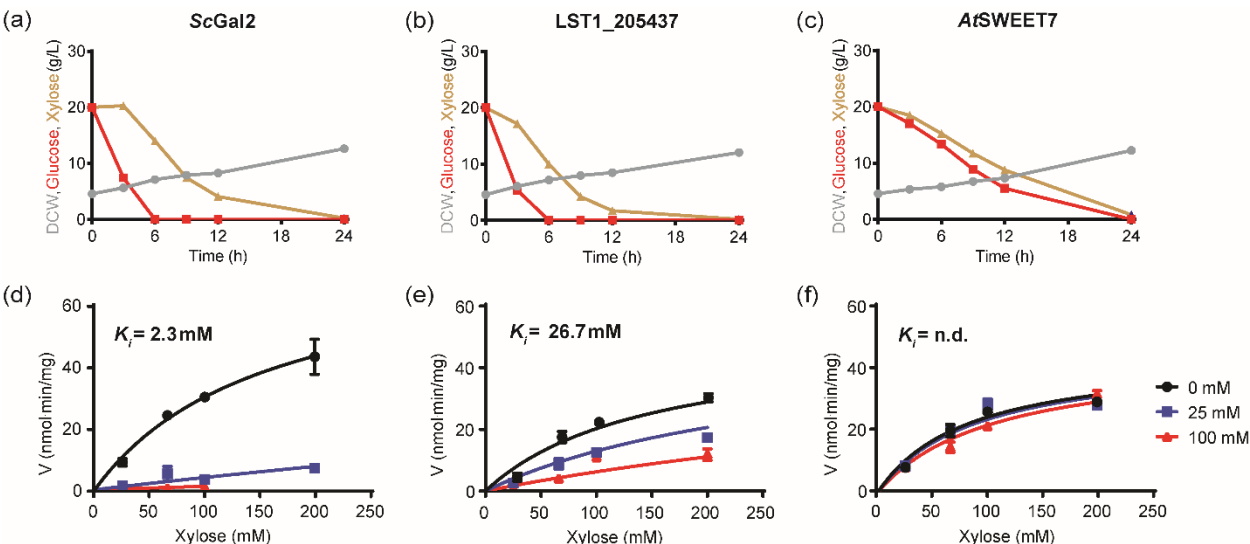 (a) ScGal2
(b) LST1_205437
(c) AtSWEET7
DCW, Glucose, Xylose (g/L)
30
20
10
0
0 6 12 18 24
Time (h)
DCW, Glucose, Xylose (g/L)
30
20
10
0
0 6 12 18 24
Time (h)
DCW, Glucose, Xylose (g/L)
30
20
10
0
0 6 12 18 24
Time (h)
(d)
V (nmol min/mg)
60
40
20
0
Ki = 2.3 mM
0 50 100 150 200 250
Xylose (mM)
(e)
V (nmol min/mg)
60
40
20
0
Ki = 26.7 mM
0 50 100 150 200 250
Xylose (mM)
(f)
V (nmol min/mg)
60
40
20
0
Ki = n.d.
0 50 100 150 200 250
Xylose (mM)
0 mM
25 mM
100 mM